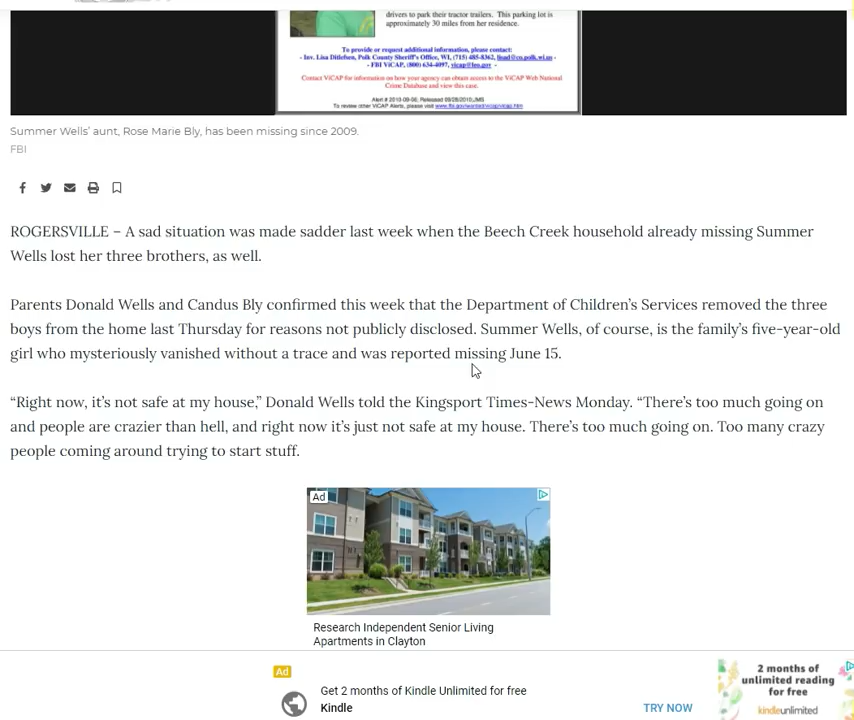 drivers to park their tractor trailers. This parking lot is
approximately 30 miles from her residence.
To provide or request additional information, please contact:
- Inv. Lisa Ditlefsen, Polk County Sheriff's Office, WI, (715) 485-8362, lisad@co.polk.wi.us -
- FBI ViCAP, (800) 634-4097, vicap@leo.gov -
Contact ViCAP for information on how your agency can obtain access to the ViCAP Web National
Crime Database and view this case.
To review other ViCAP Alerts, please visit www.fbi.gov/wanted/vicap/vicap.htm
Summer Wells' aunt, Rose Marie Bly, has been missing since 2009.
FBI
ROGERSVILLE – A sad situation was made sadder last week when the Beech Creek household already missing Summer
Wells lost her three brothers, as well.
Parents Donald Wells and Candus Bly confirmed this week that the Department of Children's Services removed the three
boys from the home last Thursday for reasons not publicly disclosed. Summer Wells, of course, is the family's five-year-old
girl who mysteriously vanished without a trace and was reported missing June 15.
“Right now, it's not safe at my house,” Donald Wells told the Kingsport Times-News Monday. “There's too much going on
and people are crazier than hell, and right now it's just not safe at my house. There's too much going on. Too many crazy
people coming around trying to start stuff.
Ad
Research Independent Senior Living
Apartments in Clayton
Ad
Get 2 months of Kindle Unlimited for free
Kindle
TRY NOW
2 months of
unlimited reading
for free
kindleunlimited